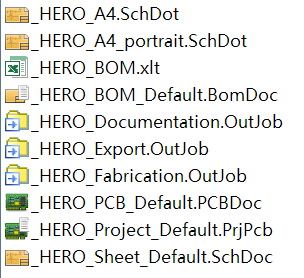 _HERO_A4.SchDot
_HERO_A4_portrait.SchDot
_HERO_BOM.xlt
_HERO_BOM_Default.BomDoc
_HERO_Documentation.OutJob
_HERO_Export.OutJob
_HERO_Fabrication.OutJob
_HERO_PCB_Default.PCBDoc
_HERO_Project_Default.PrjPcb
_HERO_Sheet_Default.SchDoc